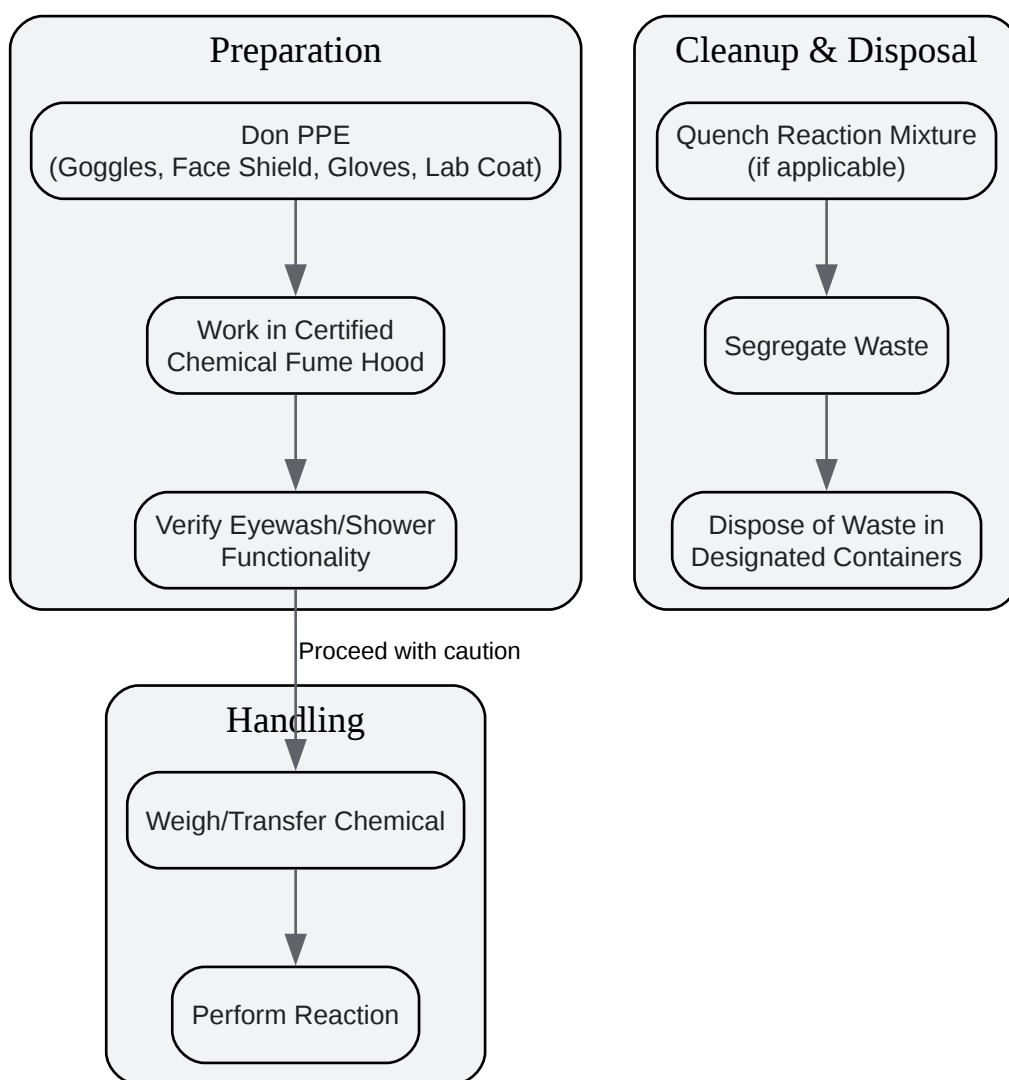 Preparation
Don PPE
(Goggles, Face Shield, Gloves, Lab Coat)
Work in Certified
Chemical Fume Hood
Verify Eyewash/Shower
Functionality
Proceed with caution
Handling
Weigh/Transfer Chemical
Perform Reaction
Cleanup & Disposal
Quench Reaction Mixture
(if applicable)
Segregate Waste
Dispose of Waste in
Designated Containers